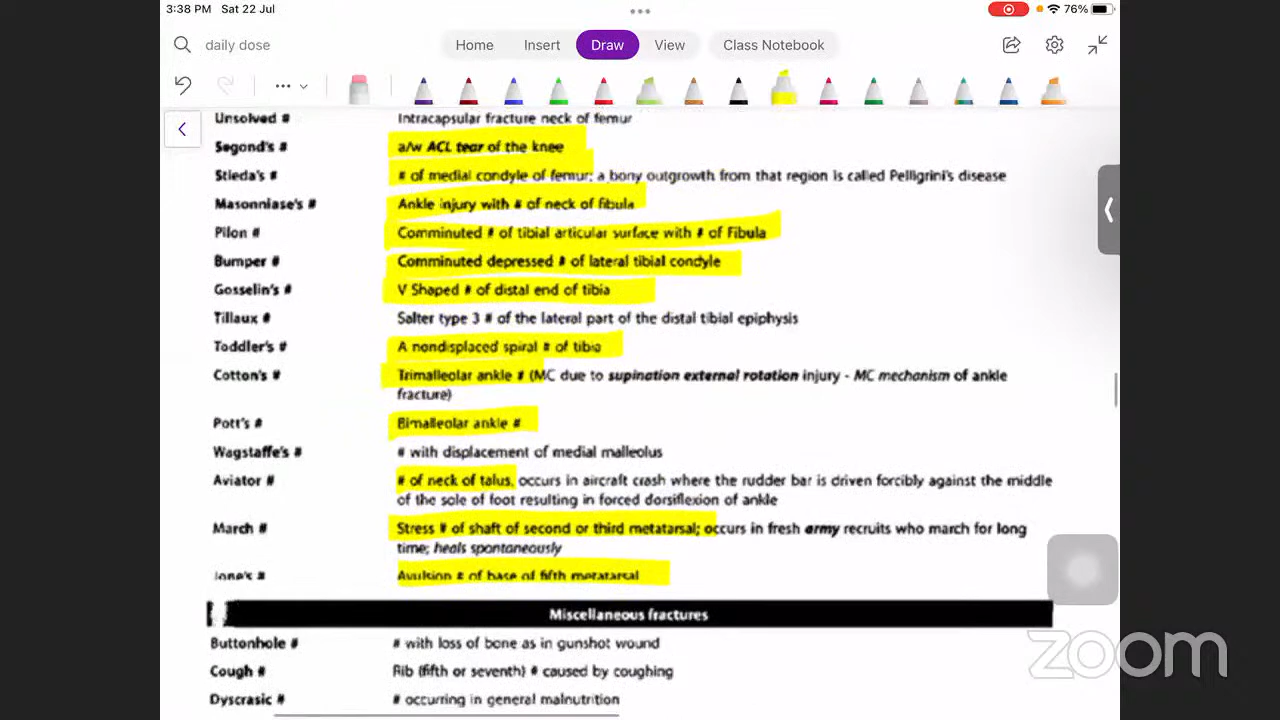 3:38 PM Sat 22 Jul
76%
daily dose
Home Insert Draw View Class Notebook
Unsolved # Intracapsular fracture neck of femur
Segond's # a/w ACL tear of the knee
Stieda's # # of medial condyle of femur; a bony outgrowth from that region is called Pelligrini's disease
Masonniase's # Ankle injury with # of neck of fibula
Pilon # Comminuted # of tibial articular surface with # of Fibula
Bumper # Comminuted depressed # of lateral tibial condyle
Gosselin's # V Shaped # of distal end of tibia
Tillaux # Salter type 3 # of the lateral part of the distal tibial epiphysis
Toddler's # A nondisplaced spiral # of tibia
Cotton's # Trimalleolar ankle # (MC due to supination external rotation injury - MC mechanism of ankle
fracture)
Pott's # Bimalleolar ankle #
Wagstaffe's # # with displacement of medial malleolus
Aviator # # of neck of talus, occurs in aircraft crash where the rudder bar is driven forcibly against the middle
of the sole of foot resulting in forced dorsiflexion of ankle
March # Stress # of shaft of second or third metatarsal; occurs in fresh army recruits who march for long
time; heals spontaneously
Jone's # Avulsion # of base of fifth metatarsal
Miscellaneous fractures
Buttonhole # # with loss of bone as in gunshot wound
Cough # Rib (fifth or seventh) # caused by coughing
Dyscrasic # # occurring in general malnutrition
zoom